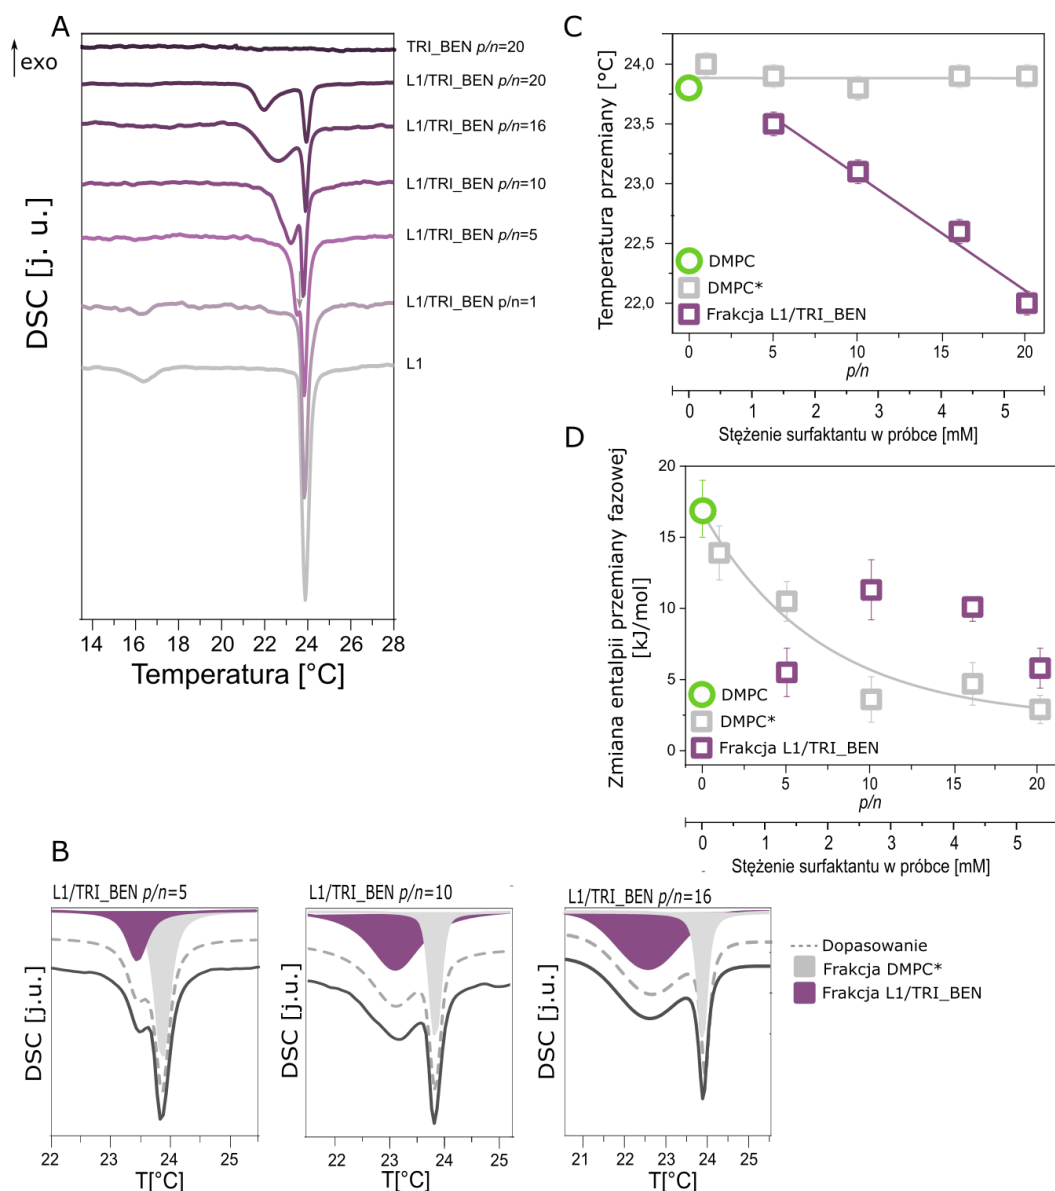 A
exo
DSC [j. u.]
TRI_BEN p/n=20
L1/TRI_BEN p/n=20
L1/TRI_BEN p/n=16
L1/TRI_BEN p/n=10
L1/TRI_BEN p/n=5
L1/TRI_BEN p/n=1
L1
14 16 18 20 22 24 26 28
Temperatura [°C]
C
Temperatura przemiany [°C]
24,0
23,5
23,0
22,5
22,0
DMPC
DMPC*
Frakcja L1/TRI_BEN
0 5 10 15 20
p/n
0 1 2 3 4 5
Stężenie surfaktantu w próbce [mM]
D
Zmiana entalpii przemiany fazowej
[kJ/mol]
20
15
10
5
0
DMPC
DMPC*
Frakcja L1/TRI_BEN
0 5 10 15 20
p/n
0 1 2 3 4 5
Stężenie surfaktantu w próbce [mM]
B
L1/TRI_BEN p/n=5
DSC [j.u.]
22 23 24 25
T[°C]
L1/TRI_BEN p/n=10
DSC [j.u.]
22 23 24 25
T[°C]
L1/TRI_BEN p/n=16
DSC [j.u.]
21 22 23 24 25
T[°C]
Dopasowanie
Frakcja DMPC*
Frakcja L1/TRI_BEN